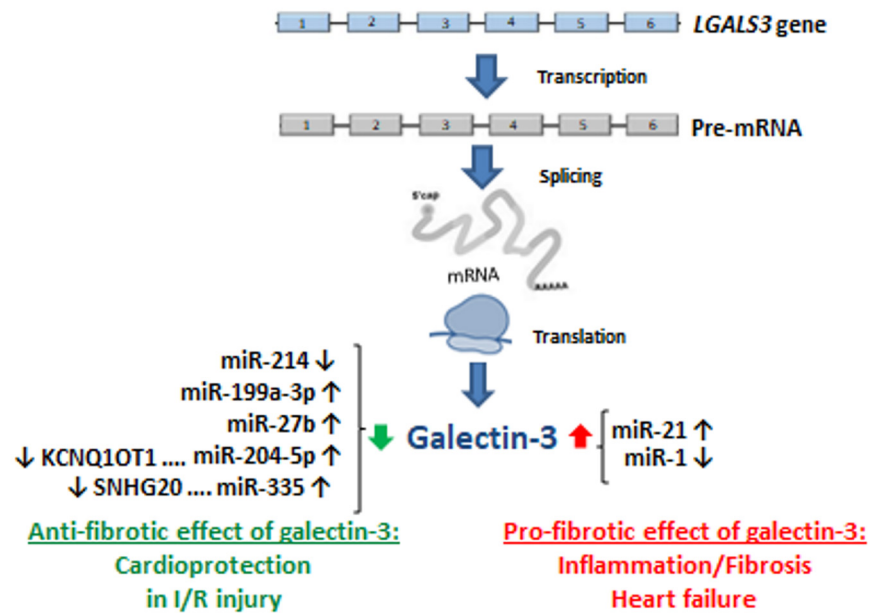 1 2 3 4 5 6 LGALS3 gene
Transcription
1 2 3 4 5 6 Pre-mRNA
Splicing
5'cap
mRNA
AAAAA
Translation
miR-214 ↓
miR-199a-3p ↑
miR-27b ↑
↓ KCNQ1OT1 .... miR-204-5p ↑
↓ SNHG20 .... miR-335 ↑
Galectin-3
miR-21 ↑
miR-1 ↓
Anti-fibrotic effect of galectin-3:
Cardioprotection
in I/R injury
Pro-fibrotic effect of galectin-3:
Inflammation/Fibrosis
Heart failure